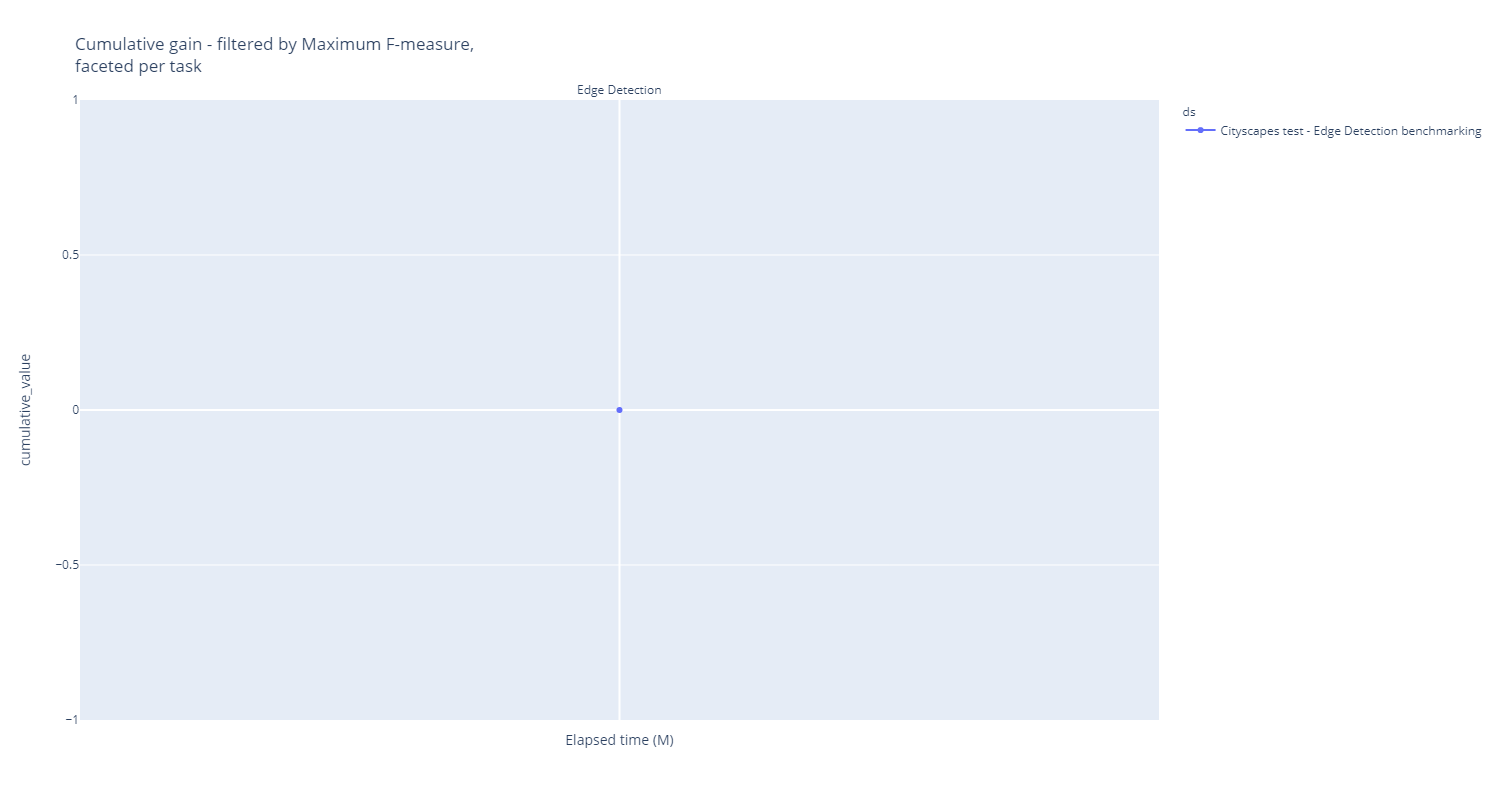 Cumulative gain - filtered by Maximum F-measure,
faceted per task
Edge Detection
ds
Cityscapes test - Edge Detection benchmarking
1
0.5
0
−0.5
−1
cumulative_value
Elapsed time (M)